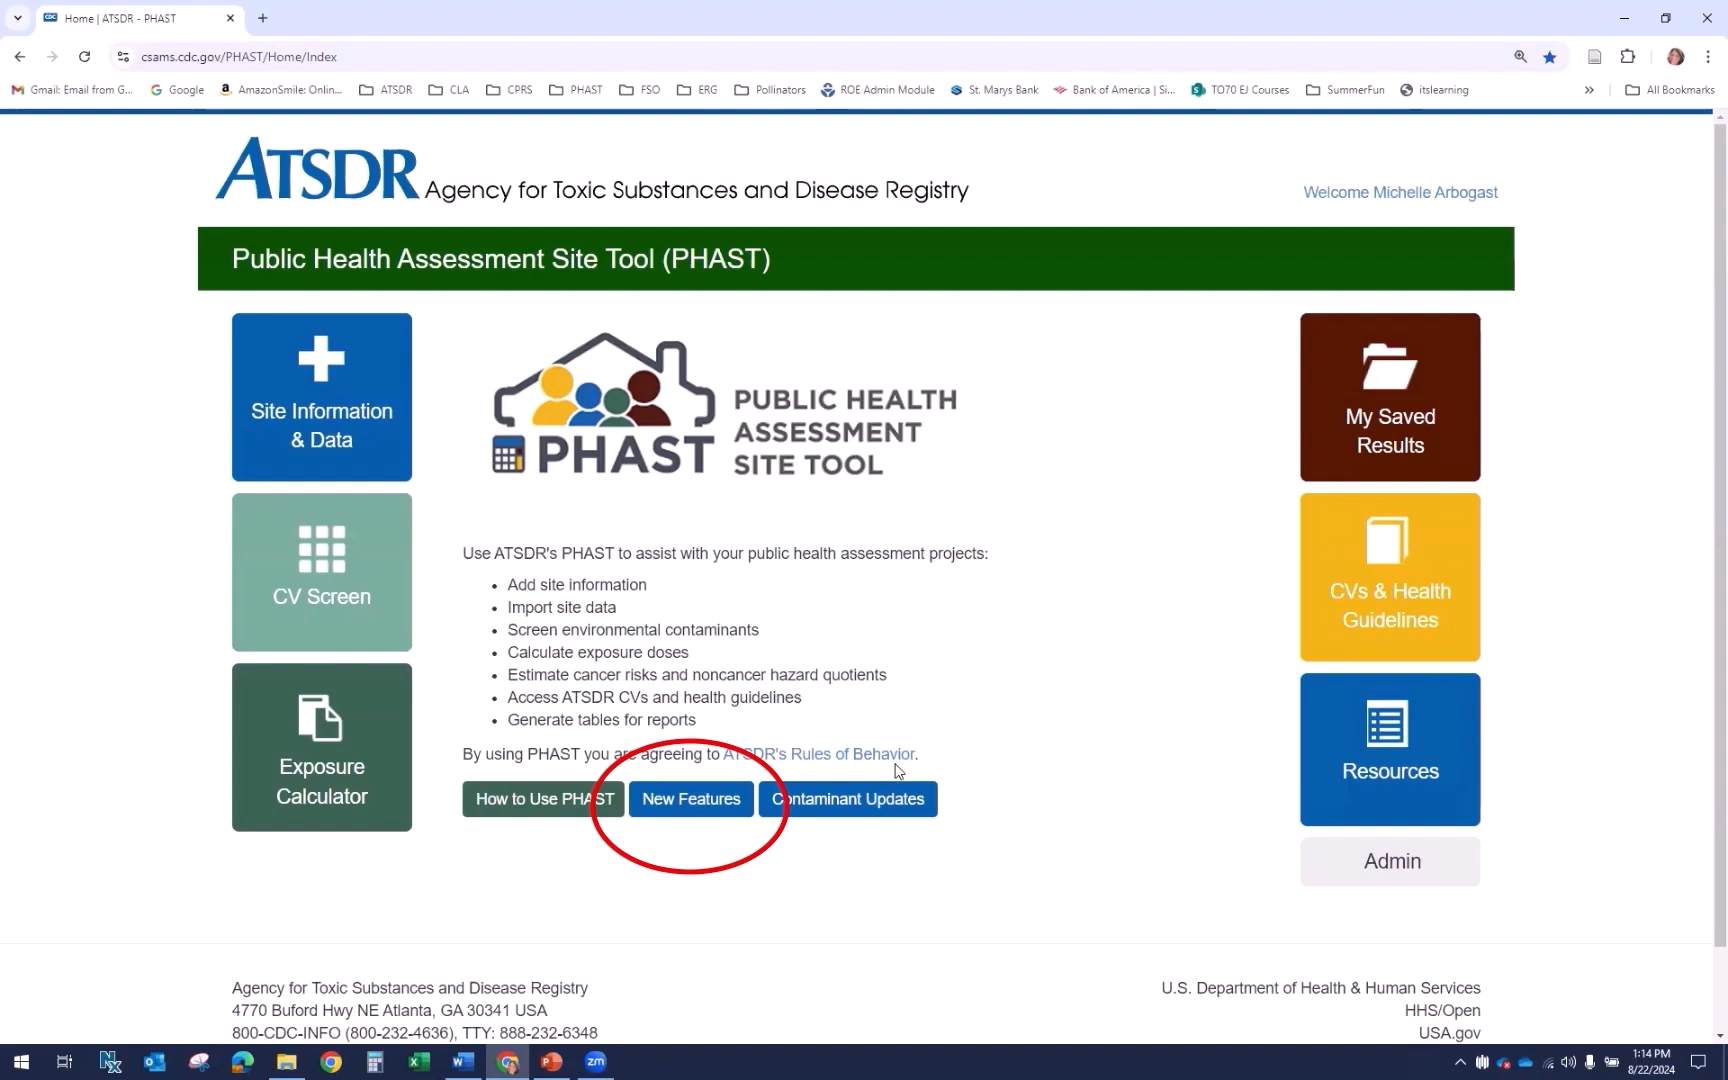 Home | ATSDR - PHAST
csams.cdc.gov/PHAST/Home/Index
Gmail: Email from G...
Google
AmazonSmile: Onlin...
ATSDR
CLA
CPRS
PHAST
FSO
ERG
Pollinators
ROE Admin Module
St. Marys Bank
Bank of America | Si...
TO70 EJ Courses
SummerFun
itslearning
All Bookmarks
ATSDR Agency for Toxic Substances and Disease Registry
Welcome Michelle Arbogast
Public Health Assessment Site Tool (PHAST)
Site Information
& Data
CV Screen
Exposure
Calculator
PHAST
PUBLIC HEALTH
ASSESSMENT
SITE TOOL
Use ATSDR's PHAST to assist with your public health assessment projects:
• Add site information
• Import site data
• Screen environmental contaminants
• Calculate exposure doses
• Estimate cancer risks and noncancer hazard quotients
• Access ATSDR CVs and health guidelines
• Generate tables for reports
By using PHAST you are agreeing to ATSDR's Rules of Behavior.
How to Use PHAST
New Features
Contaminant Updates
My Saved
Results
CVs & Health
Guidelines
Resources
Admin
Agency for Toxic Substances and Disease Registry
4770 Buford Hwy NE Atlanta, GA 30341 USA
800-CDC-INFO (800-232-4636), TTY: 888-232-6348
U.S. Department of Health & Human Services
HHS/Open
USA.gov
1:14 PM
8/22/2024